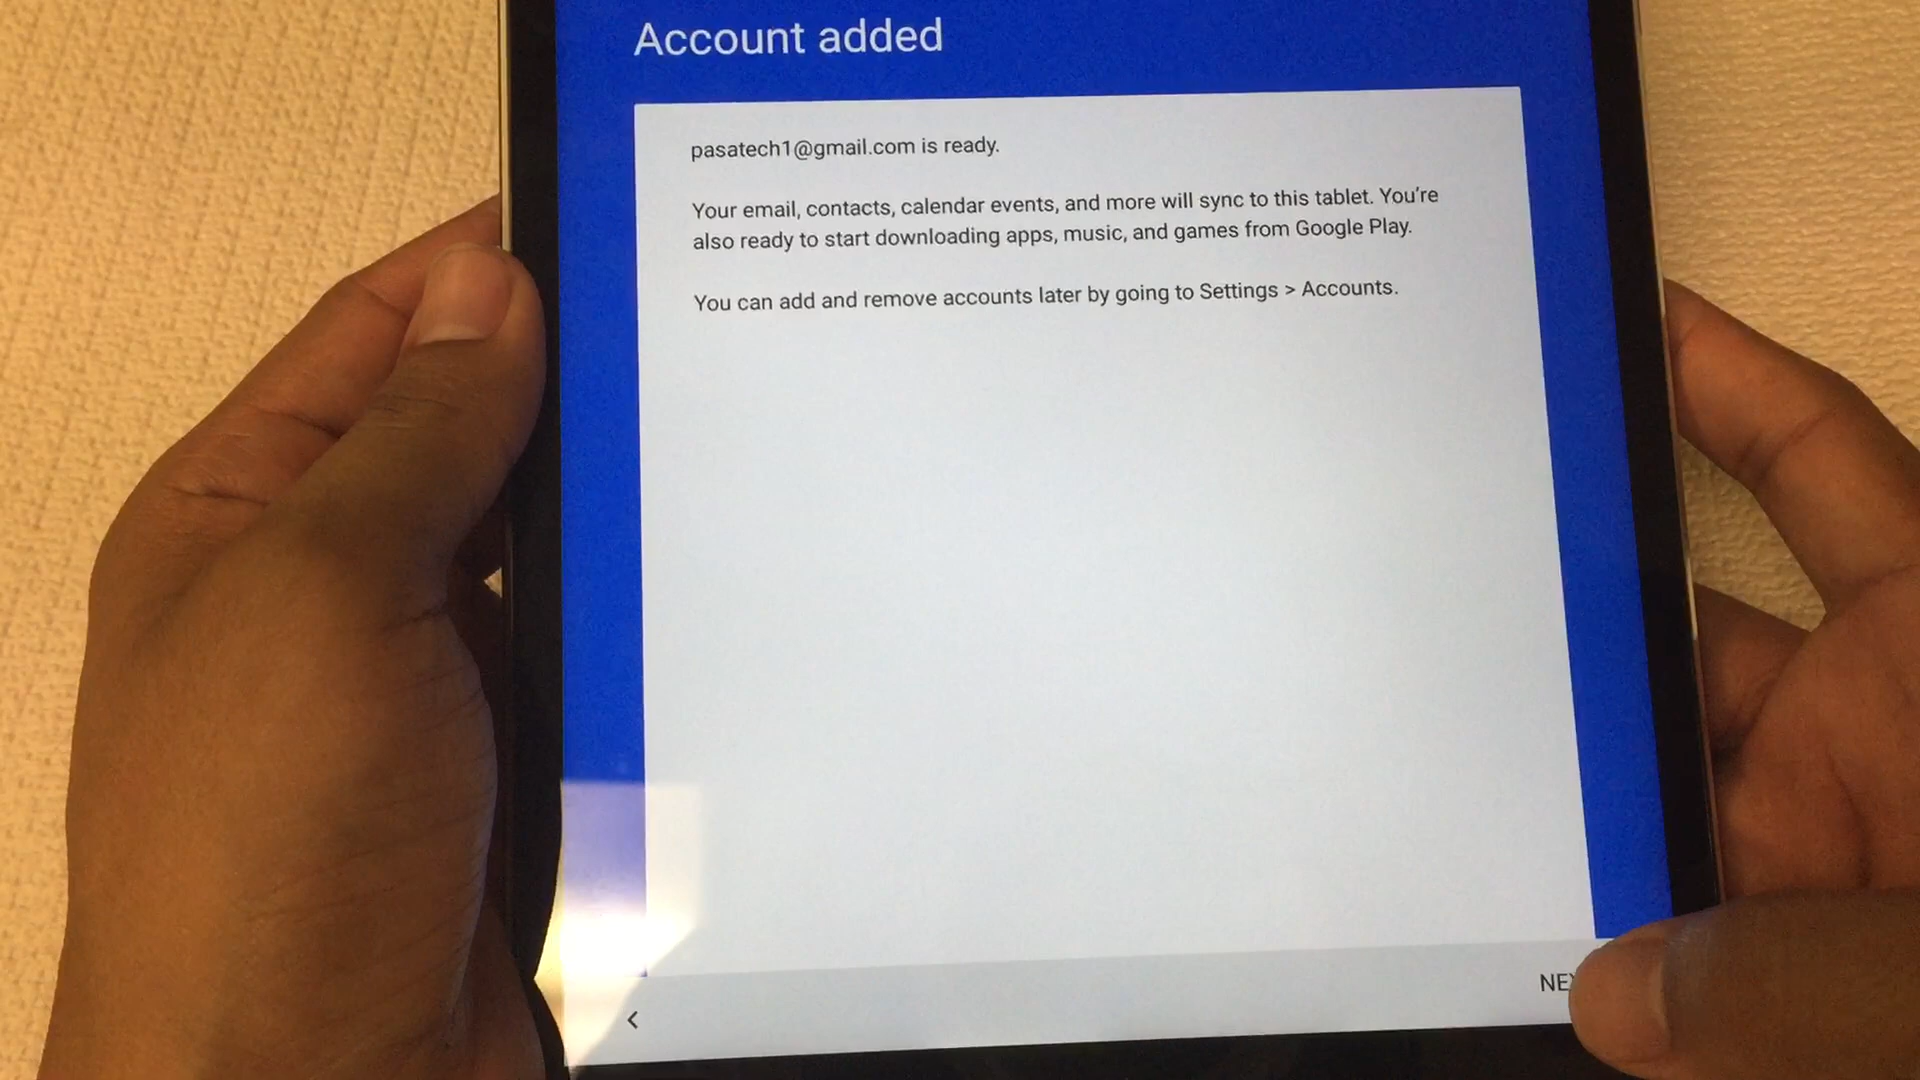 Account added
pasatech1@gmail.com is ready.
Your email, contacts, calendar events, and more will sync to this tablet. You're
also ready to start downloading apps, music, and games from Google Play.
You can add and remove accounts later by going to Settings > Accounts.